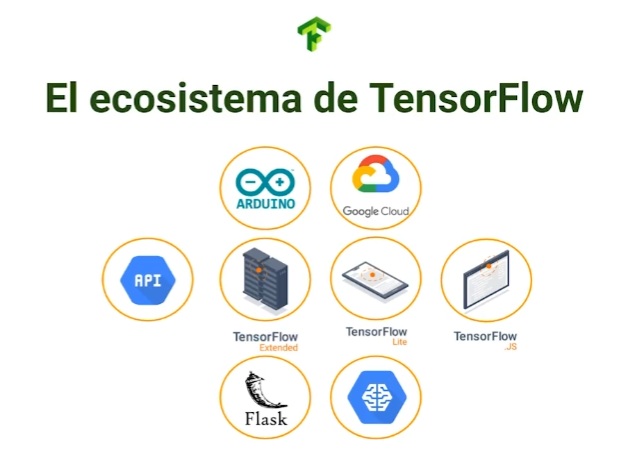 El ecosistema de TensorFlow
ARDUINO
Google Cloud
API
TensorFlow
Extended
TensorFlow
Lite
TensorFlow
.JS
Flask